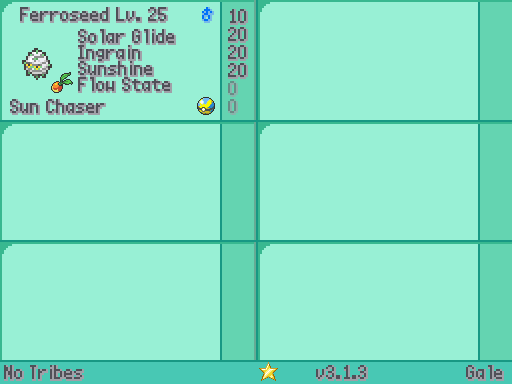 Ferroseed Lv. 25
10
Solar Glide
20
Ingrain
20
Sunshine
20
Flow State
0
Sun Chaser
0
No Tribes
v3.1.3
Gale